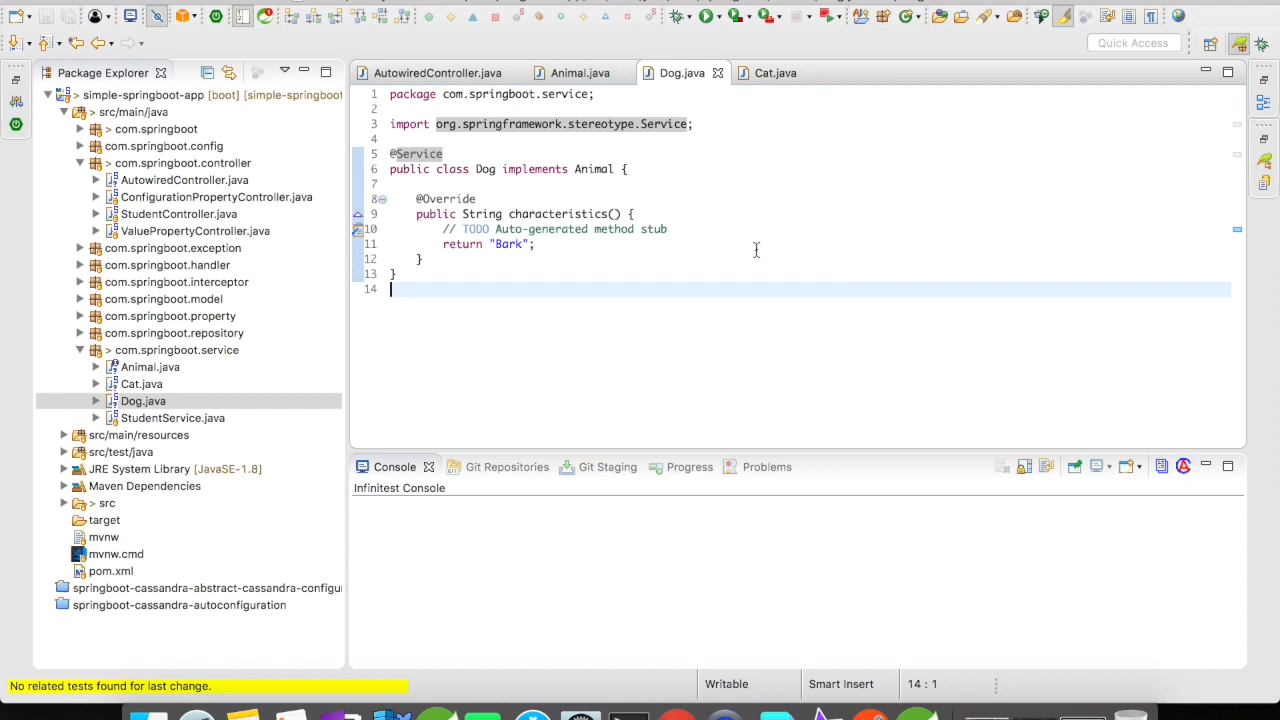 Quick Access
Package Explorer
simple-springboot-app [boot] [simple-springboot
src/main/java
> com.springboot
com.springboot.config
> com.springboot.controller
AutowiredController.java
ConfigurationPropertyController.java
StudentController.java
ValuePropertyController.java
com.springboot.exception
com.springboot.handler
com.springboot.interceptor
com.springboot.model
com.springboot.property
com.springboot.repository
> com.springboot.service
Animal.java
Cat.java
Dog.java
StudentService.java
src/main/resources
src/test/java
JRE System Library [JavaSE-1.8]
Maven Dependencies
> src
target
mvnw
mvnw.cmd
pom.xml
springboot-cassandra-abstract-cassandra-configu
springboot-cassandra-autoconfiguration
AutowiredController.java Animal.java Dog.java Cat.java
1 package com.springboot.service;
2
3 import org.springframework.stereotype.Service;
4
5 @Service
6 public class Dog implements Animal {
7
8 @Override
9 public String characteristics() {
10 // TODO Auto-generated method stub
11 return "Bark";
12 }
13 }
14
Console Git Repositories Git Staging Progress Problems
Infinitest Console
No related tests found for last change.
Writable Smart Insert 14 : 1